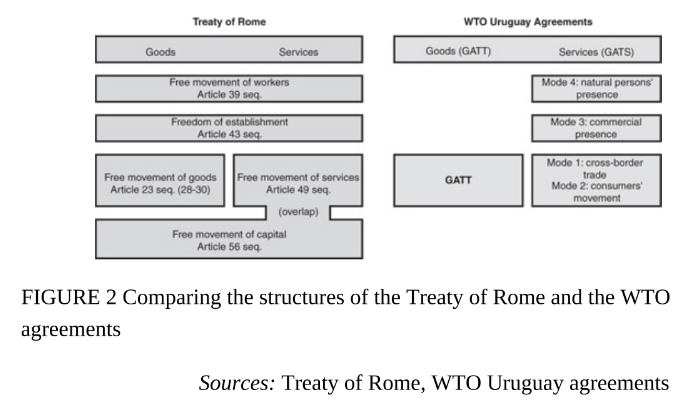 Treaty of Rome
WTO Uruguay Agreements
Goods
Services
Goods (GATT)
Services (GATS)
Free movement of workers
Article 39 seq.
Mode 4: natural persons'
presence
Freedom of establishment
Article 43 seq.
Mode 3: commercial
presence
Free movement of goods
Article 23 seq. (28-30)
Free movement of services
Article 49 seq.
GATT
Mode 1: cross-border
trade
Mode 2: consumers'
movement
(overlap)
Free movement of capital
Article 56 seq.
FIGURE 2 Comparing the structures of the Treaty of Rome and the WTO
agreements
Sources: Treaty of Rome, WTO Uruguay agreements